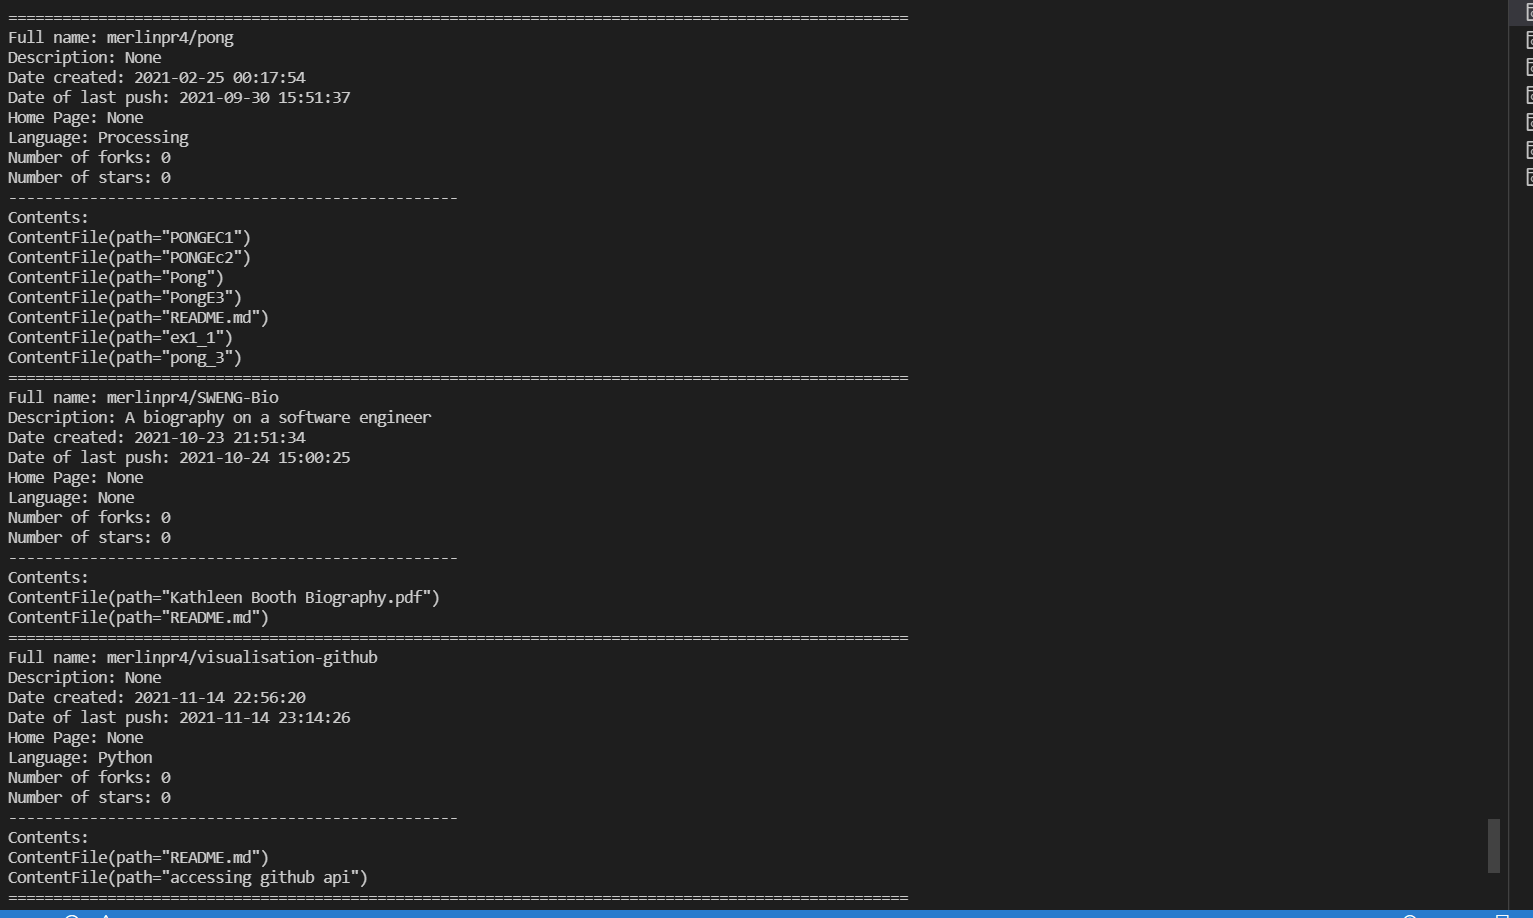 ====================================================================================================
Full name: merlinpr4/pong
Description: None
Date created: 2021-02-25 00:17:54
Date of last push: 2021-09-30 15:51:37
Home Page: None
Language: Processing
Number of forks: 0
Number of stars: 0
--------------------------------------------------
Contents:
ContentFile(path="PONGEC1")
ContentFile(path="PONGEc2")
ContentFile(path="Pong")
ContentFile(path="PongE3")
ContentFile(path="README.md")
ContentFile(path="ex1_1")
ContentFile(path="pong_3")
====================================================================================================
Full name: merlinpr4/SWENG-Bio
Description: A biography on a software engineer
Date created: 2021-10-23 21:51:34
Date of last push: 2021-10-24 15:00:25
Home Page: None
Language: None
Number of forks: 0
Number of stars: 0
--------------------------------------------------
Contents:
ContentFile(path="Kathleen Booth Biography.pdf")
ContentFile(path="README.md")
====================================================================================================
Full name: merlinpr4/visualisation-github
Description: None
Date created: 2021-11-14 22:56:20
Date of last push: 2021-11-14 23:14:26
Home Page: None
Language: Python
Number of forks: 0
Number of stars: 0
--------------------------------------------------
Contents:
ContentFile(path="README.md")
ContentFile(path="accessing github api")
====================================================================================================